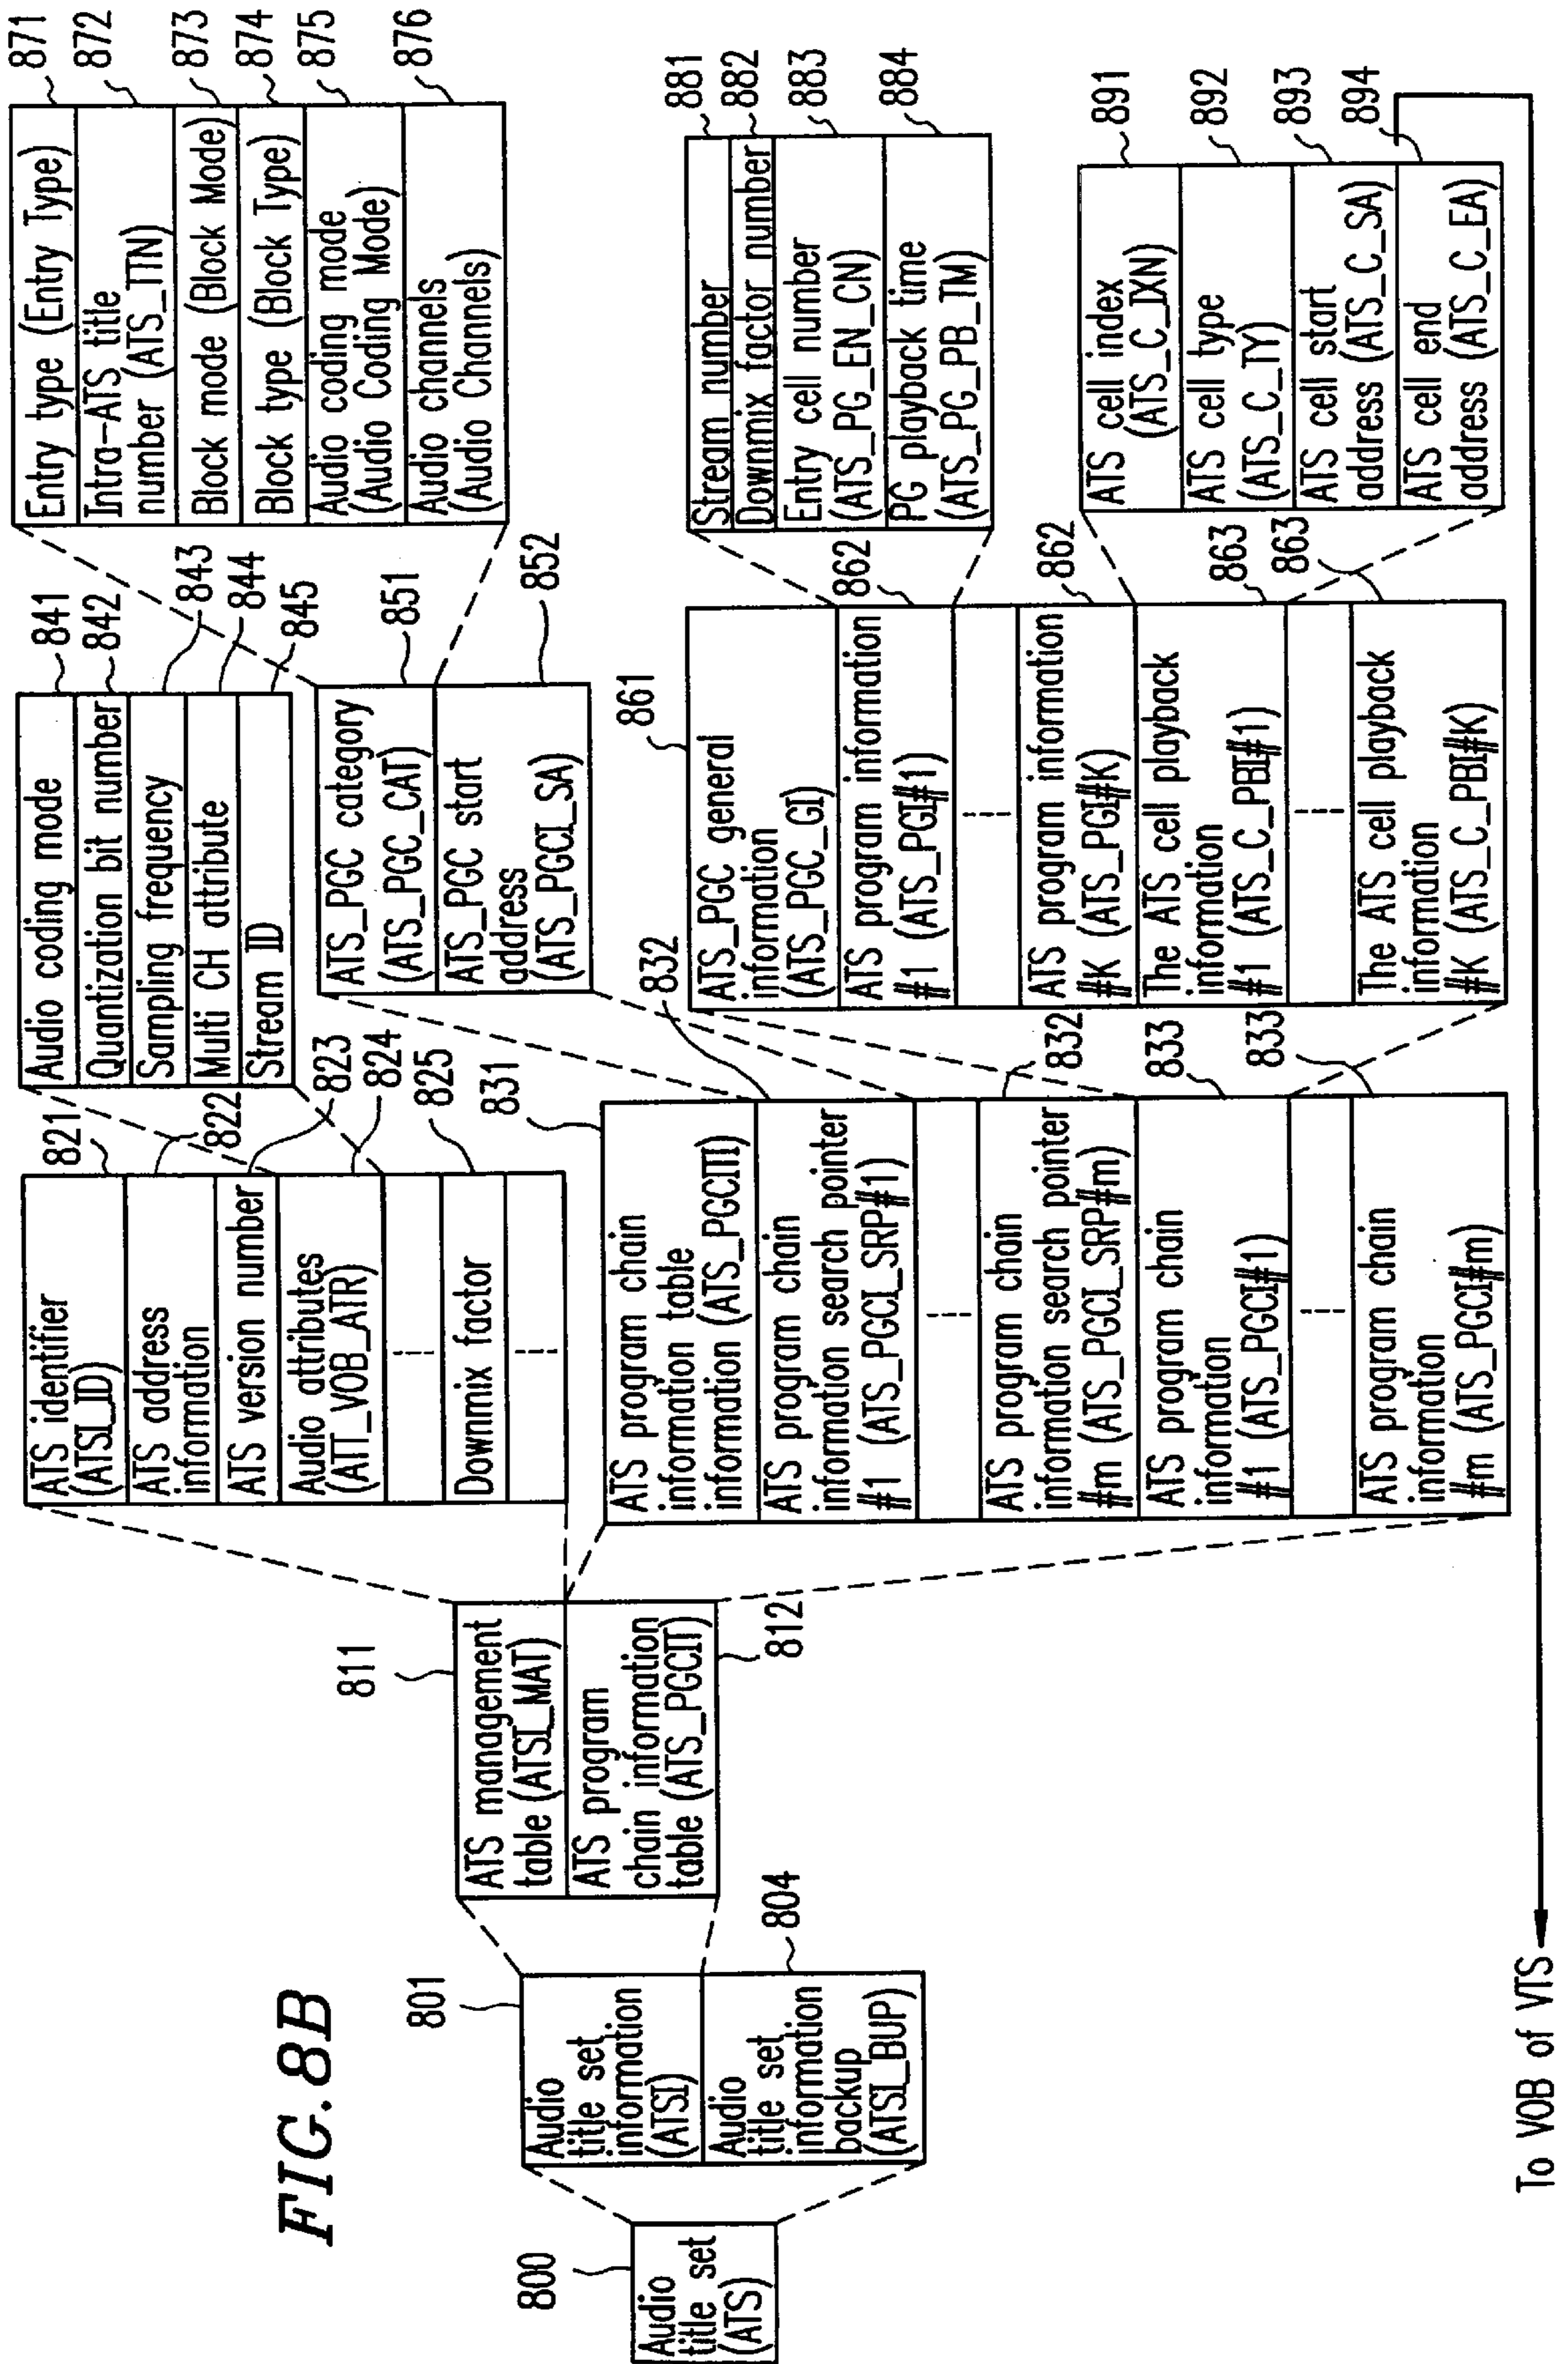 FIG.8B
800
Audio
title set
(ATS)
801
Audio
title set
information
(ATSI)
804
Audio
title set
information
backup
(ATSI_BUP)
811
ATS management
table (ATSI_MAT)
812
ATS program
chain information
table (ATS_PGCIT)
821
ATS identifier
(ATSI_ID)
822
ATS address
information
823
ATS version number
824
Audio attributes
(ATT_VOB_ATR)
825
Downmix factor
831
ATS program chain
information table
information (ATS_PGCITI)
832
ATS program chain
information search pointer
#1 (ATS_PGCI_SRP#1)
832
ATS program chain
information search pointer
#m (ATS_PGCI_SRP#m)
833
ATS program chain
information
#1 (ATS_PGCI#1)
833
ATS program chain
information
#m (ATS_PGCI#m)
841
Audio coding mode
842
Quantization bit number
843
Sampling frequency
844
Multi CH attribute
845
Stream ID
851
ATS_PGC category
(ATS_PGC_CAT)
852
ATS_PGC start
address
(ATS_PGCI_SA)
861
ATS_PGC general
information
(ATS_PGC_GI)
862
ATS program information
#1 (ATS_PGI#1)
862
ATS program information
#K (ATS_PGI#K)
863
The ATS cell playback
information
#1 (ATS_C_PBI#1)
863
The ATS cell playback
information
#K (ATS_C_PBI#K)
871
Entry type (Entry Type)
872
Intra-ATS title
number (ATS_TTN)
873
Block mode (Block Mode)
874
Block type (Block Type)
875
Audio coding mode
(Audio Coding Mode)
876
Audio channels
(Audio Channels)
881
Stream number
882
Downmix factor number
883
Entry cell number
(ATS_PG_EN_CN)
884
PG playback time
(ATS_PG_PB_TM)
891
ATS cell index
(ATS_C_IXN)
892
ATS cell type
(ATS_C_TY)
893
ATS cell start
address (ATS_C_SA)
894
ATS cell end
address (ATS_C_EA)
To VOB of VTS